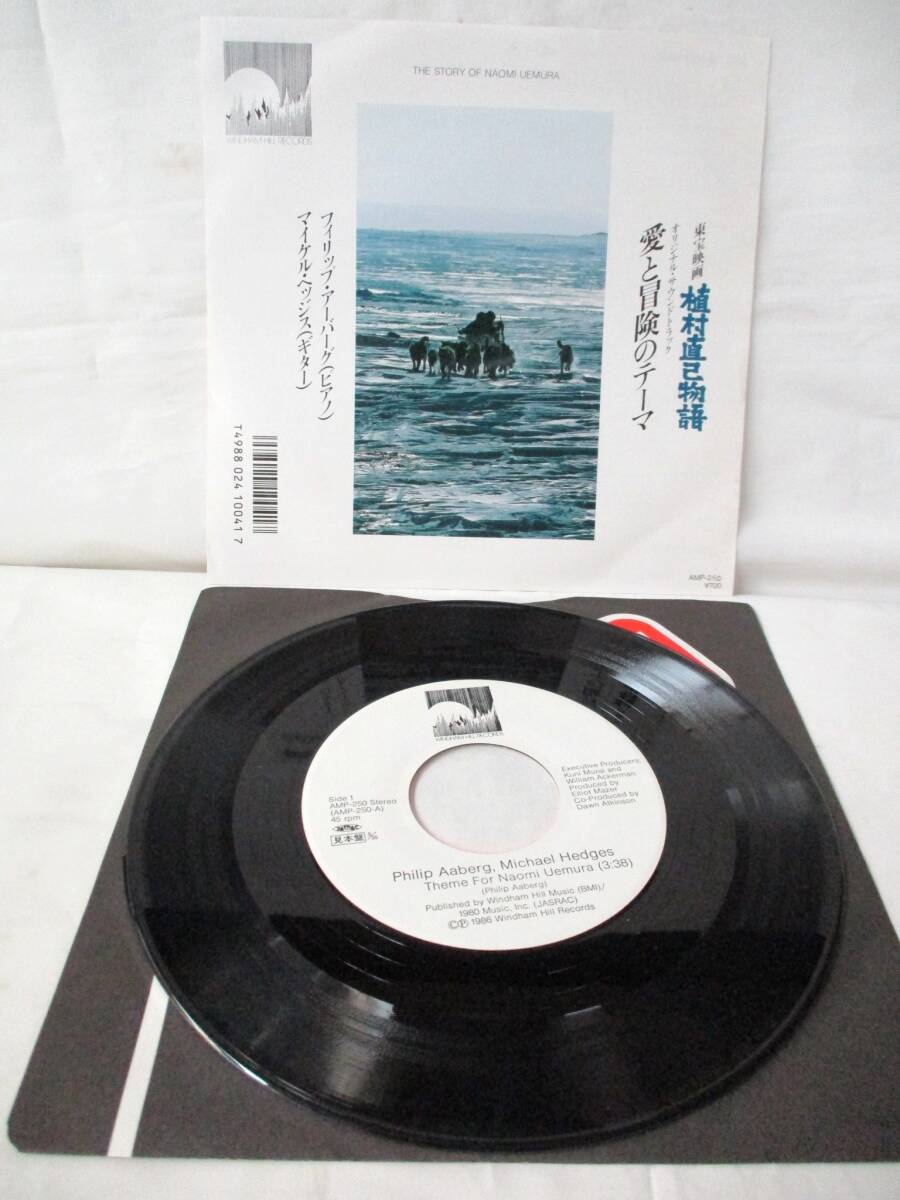 THE STORY OF NAOMI UEMURA
WINDHAM HILL RECORDS
東宝映画
植村直己物語
オリジナル・サウンドトラック
愛と冒険のテーマ
フィリップ・アーバーグ(ピアノ)
マイケル・ヘッジス(ギター)
T4988 024 10041 7
AMP-250
¥700
WINDHAM HILL RECORDS
Side 1
AMP-250 Stereo
(AMP-250-A)
45 rpm
見本盤
Executive Producers:
Kuni Murai and
William Ackerman
Produced by
Elliot Mazer
Co-Produced by
Dawn Atkinson
Philip Aaberg, Michael Hedges
Theme For Naomi Uemura (3:38)
(Philip Aaberg)
Published by Windham Hill Music (BMI)/
1980 Music, Inc. (JASRAC)
©℗ 1986 Windham Hill Records